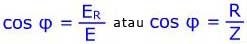 cos φ = E_R / E atau cos φ = R / Z